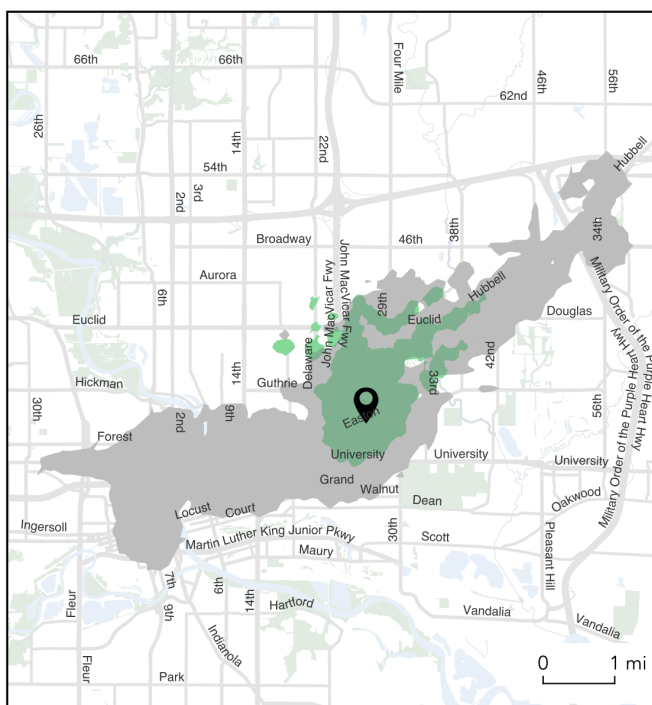 Four Mile
66th
66th
46th
56th
62nd
26th
14th
22nd
Hubbell
54th
2nd
3rd
34th
Broadway
46th
38th
John MacVicar Fwy
John MacVicar Fwy
Aurora
6th
29th
Hubbell
Military Order of the Purple Heart Hwy
Military Order of the Purple Heart Hwy
Euclid
Euclid
Douglas
Delaware
42nd
Hickman
14th
Guthrie
33rd
30th
9th
2nd
Easton
56th
Forest
University
University
University
Grand
Walnut
Dean
Oakwood
Locust
Court
Ingersoll
Martin Luther King Junior Pkwy
30th
Scott
Maury
Pleasant Hill
7th
6th
14th
Fleur
9th
Hartford
Vandalia
Vandalia
Indianola
Fleur
Park
0
1 mi